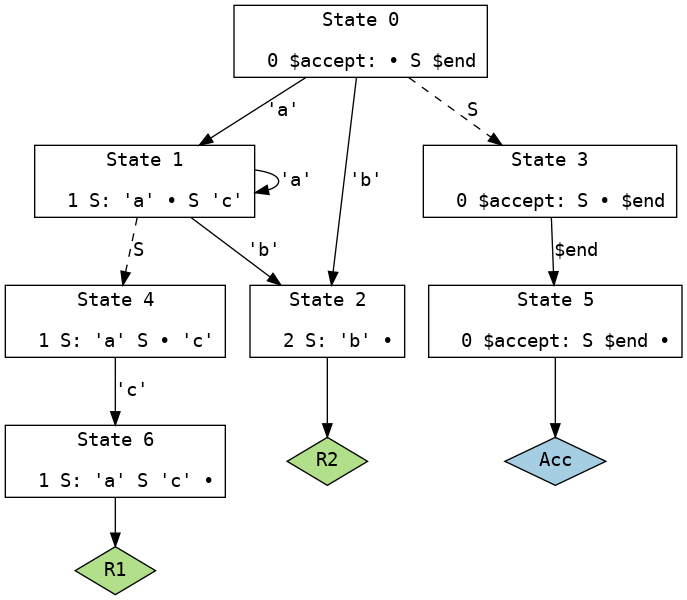 State 0
0 $accept: • S $end
'a'
'b'
S
State 1
1 S: 'a' • S 'c'
'a'
State 3
0 $accept: S • $end
S
'b'
$end
State 4
1 S: 'a' S • 'c'
State 2
2 S: 'b' •
State 5
0 $accept: S $end •
'c'
State 6
1 S: 'a' S 'c' •
R2
Acc
R1